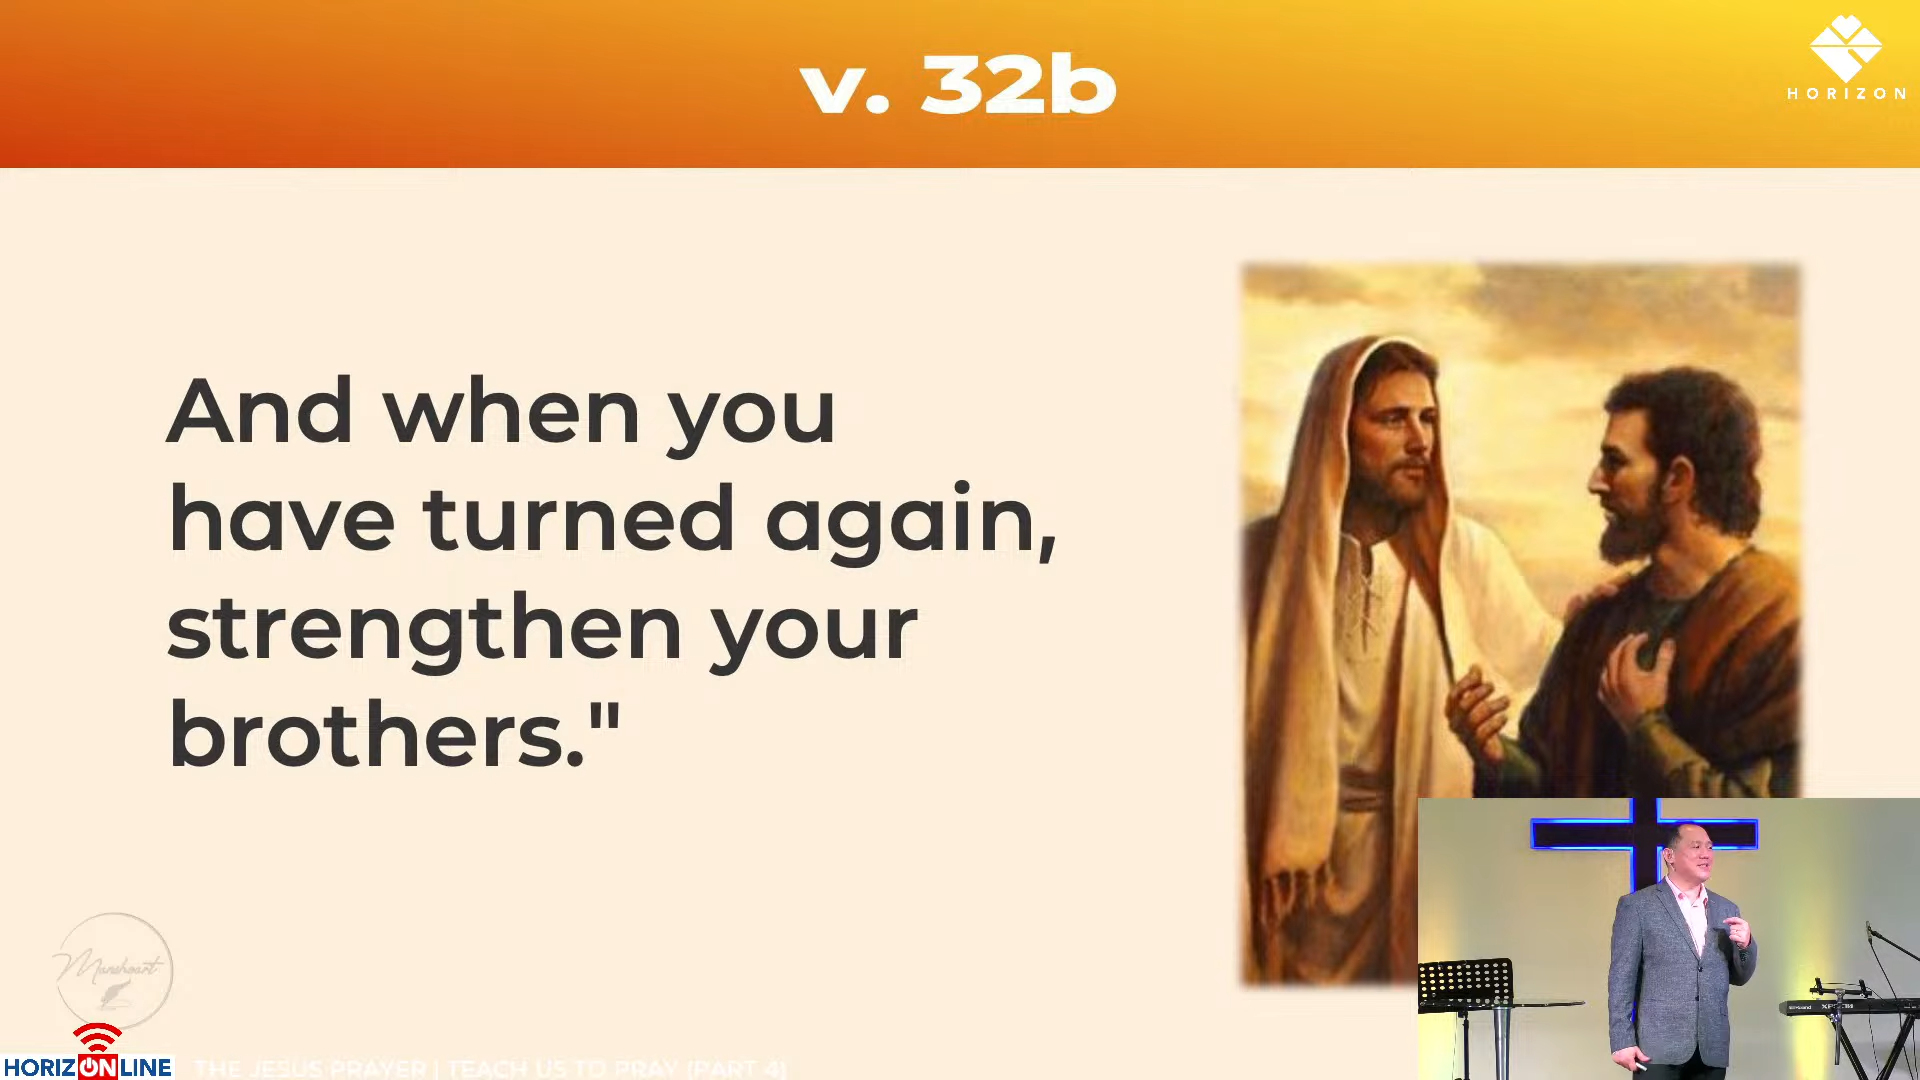 v. 32b
HORIZON
And when you
have turned again,
strengthen your
brothers."
Manshoart
HORIZONLINE
THE JESUS PRAYER | TEACH US TO PRAY (PART 4)